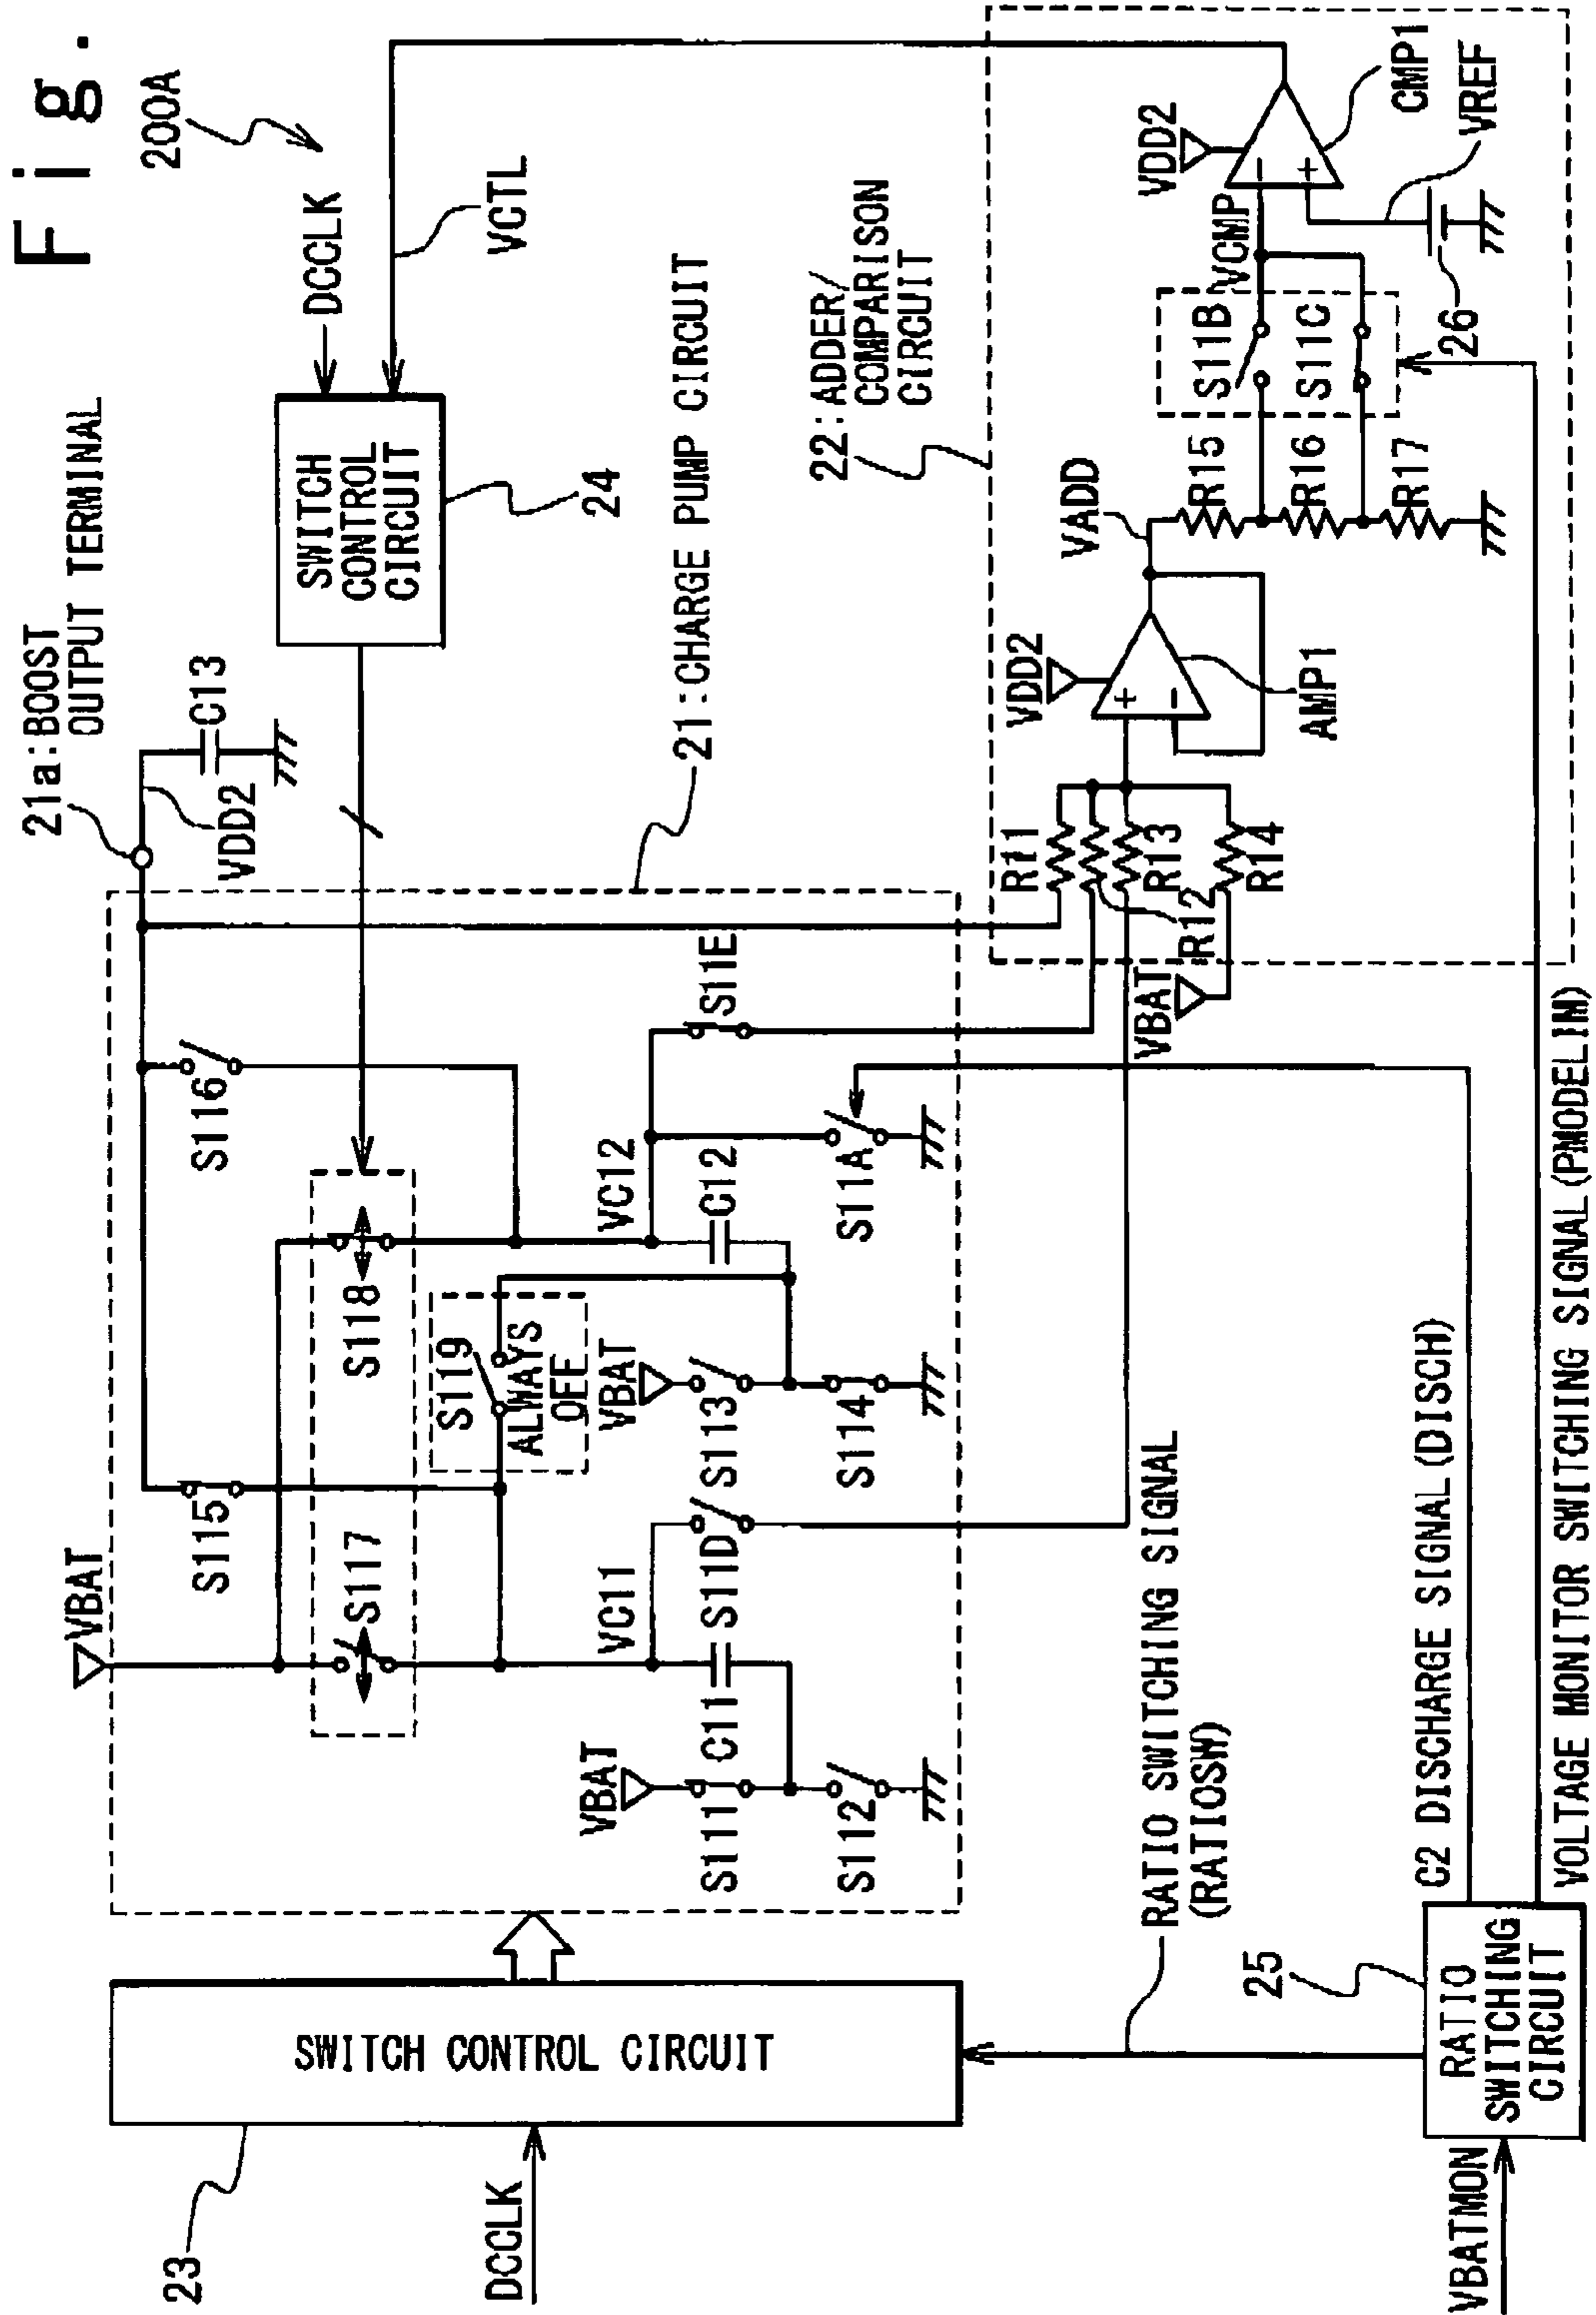 Fig.
200A
DCCLK
VCTL
SWITCH
CONTROL
CIRCUIT
24
21a:BOOST
OUTPUT TERMINAL
VDD2
C13
21:CHARGE PUMP CIRCUIT
VBAT
S115
S116
S117
S118
S119
ALWAYS
OFF
VC11
VC12
VBAT
S111
S112
C11
S11D
VBAT
S113
S114
C12
S11A
S11E
22:ADDER/
COMPARISON
CIRCUIT
R11
R12
R13
R14
VBAT
VDD2
+
−
AMP1
VADD
R15
R16
R17
S11B
S11C
VCMP
VDD2
−
+
CMP1
VREF
26
23
SWITCH CONTROL CIRCUIT
DCCLK
RATIO SWITCHING SIGNAL
(RATIOSW)
25
RATIO
SWITCHING
CIRCUIT
VBATMON
C2 DISCHARGE SIGNAL(DISCH)
VOLTAGE MONITOR SWITCHING SIGNAL(PMODELIM)